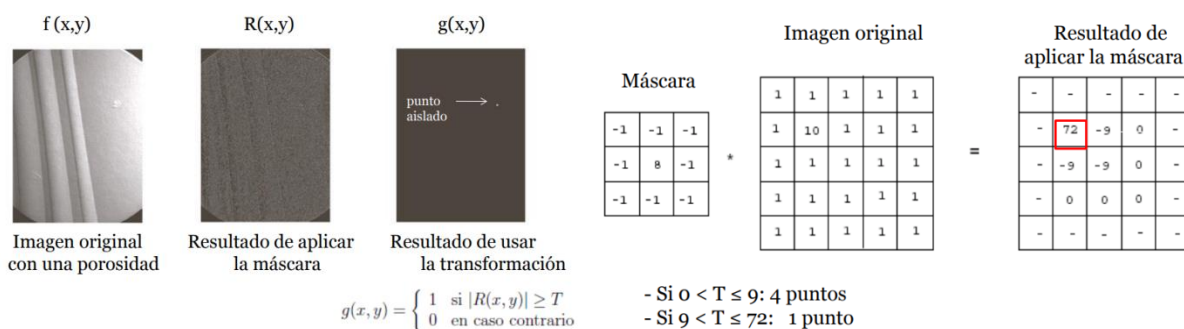 f (x,y)
R(x,y)
g(x,y)
punto
aislado
Imagen original
con una porosidad
Resultado de aplicar
la máscara
Resultado de usar
la transformación
g(x, y) = { 1 si |R(x, y)| ≥ T
0 en caso contrario
Máscara
-1 -1 -1
-1 8 -1
-1 -1 -1
*
Imagen original
1 1 1 1 1
1 10 1 1 1
1 1 1 1 1
1 1 1 1 1
1 1 1 1 1
=
Resultado de
aplicar la máscara
- - - - -
- 72 -9 0 -
- -9 -9 0 -
- 0 0 0 -
- - - - -
- Si 0 < T ≤ 9: 4 puntos
- Si 9 < T ≤ 72: 1 punto